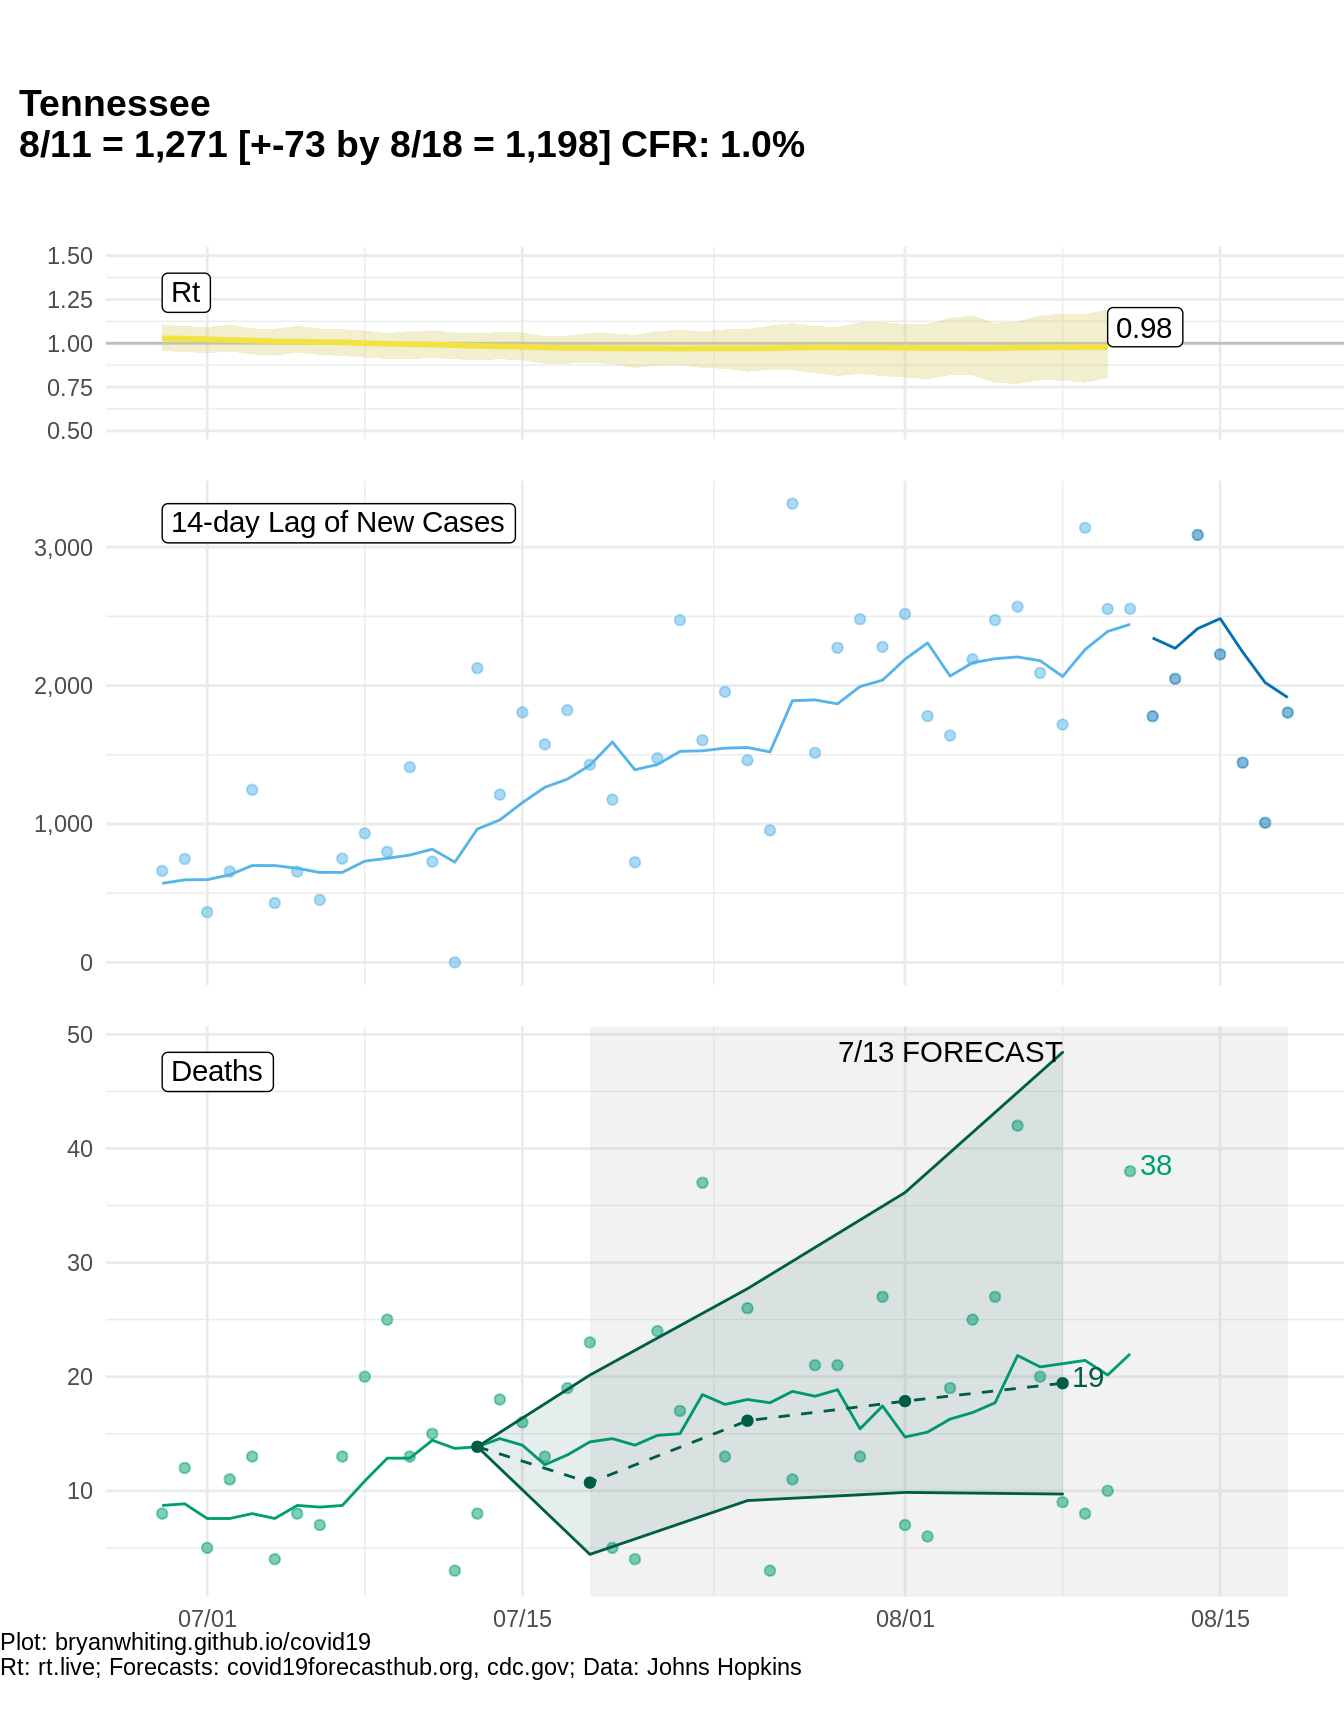 Tennessee
8/11 = 1,271 [+-73 by 8/18 = 1,198] CFR: 1.0%
1.50
Rt
1.25
0.98
1.00
0.75
0.50
14-day Lag of New Cases
3,000
2,000
1,000
0
50
7/13 FORECAST
Deaths
40
38
30
20
19
10
07/01 07/15 08/01 08/15
Plot: bryanwhiting.github.io/covid19
Rt: rt.live; Forecasts: covid19forecasthub.org, cdc.gov; Data: Johns Hopkins